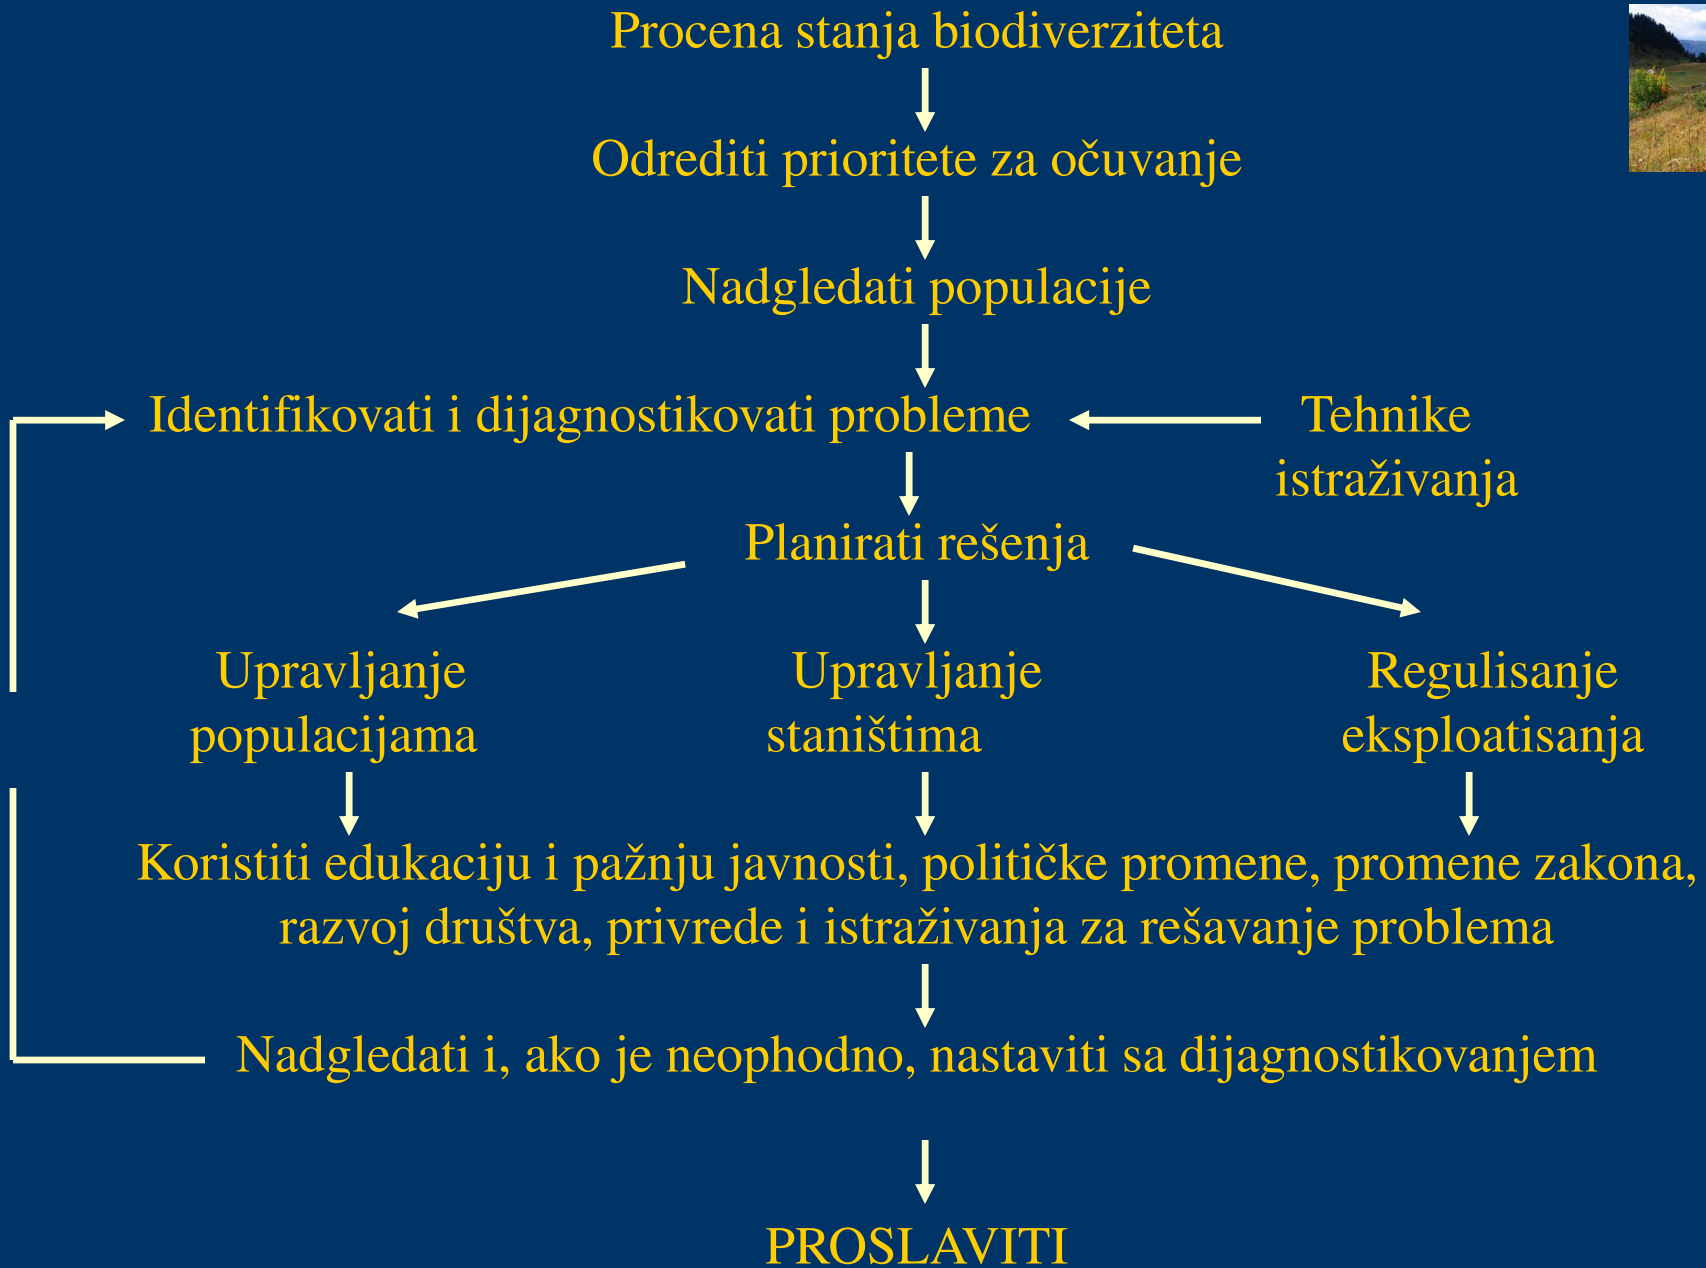 Procena stanja biodiverziteta
Odrediti prioritete za očuvanje
Nadgledati populacije
Identifikovati i dijagnostikovati probleme
Tehnike
istraživanja
Planirati rešenja
Upravljanje
populacijama
Upravljanje
staništima
Regulisanje
eksploatisanja
Koristiti edukaciju i pažnju javnosti, političke promene, promene zakona,
razvoj društva, privrede i istraživanja za rešavanje problema
Nadgledati i, ako je neophodno, nastaviti sa dijagnostikovanjem
PROSLAVITI